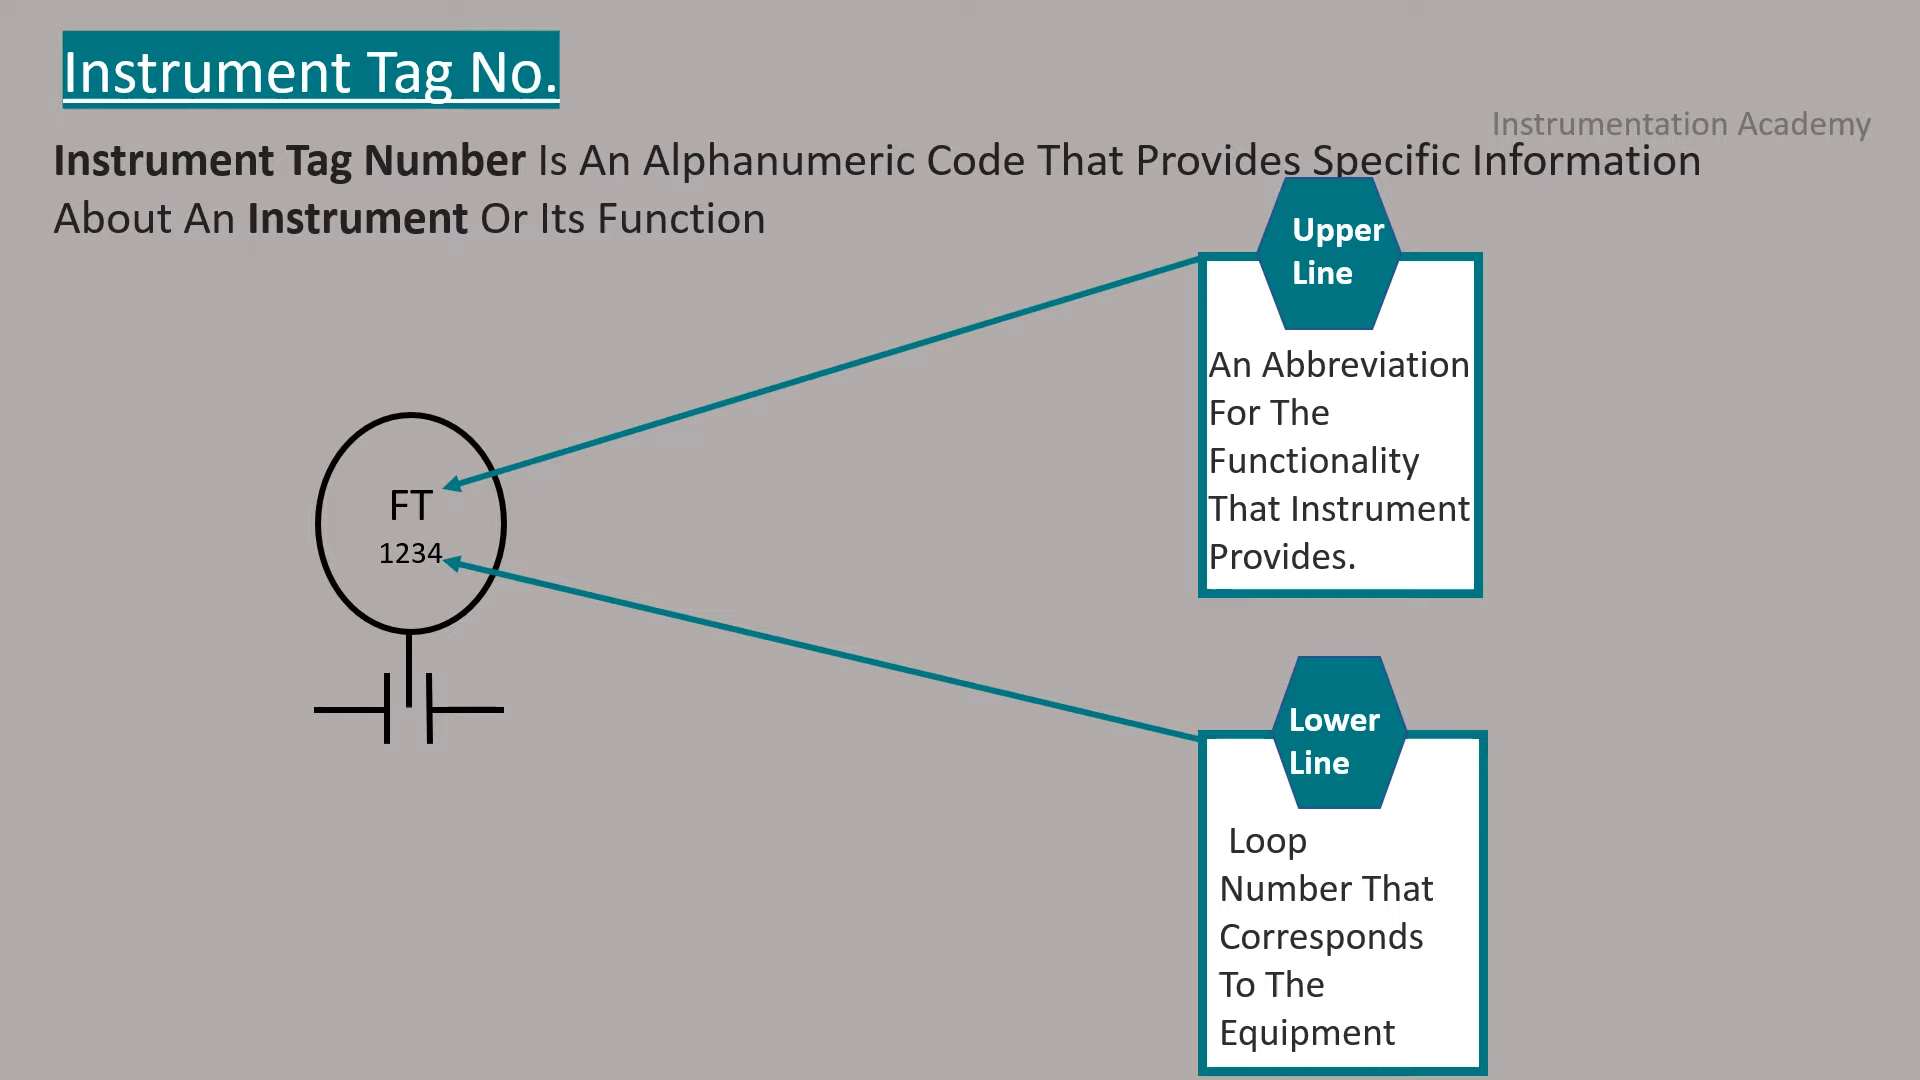 Instrument Tag No.
Instrumentation Academy
Instrument Tag Number Is An Alphanumeric Code That Provides Specific Information
About An Instrument Or Its Function
Upper
Line
An Abbreviation
For The
Functionality
That Instrument
Provides.
FT
1234
Lower
Line
Loop
Number That
Corresponds
To The
Equipment